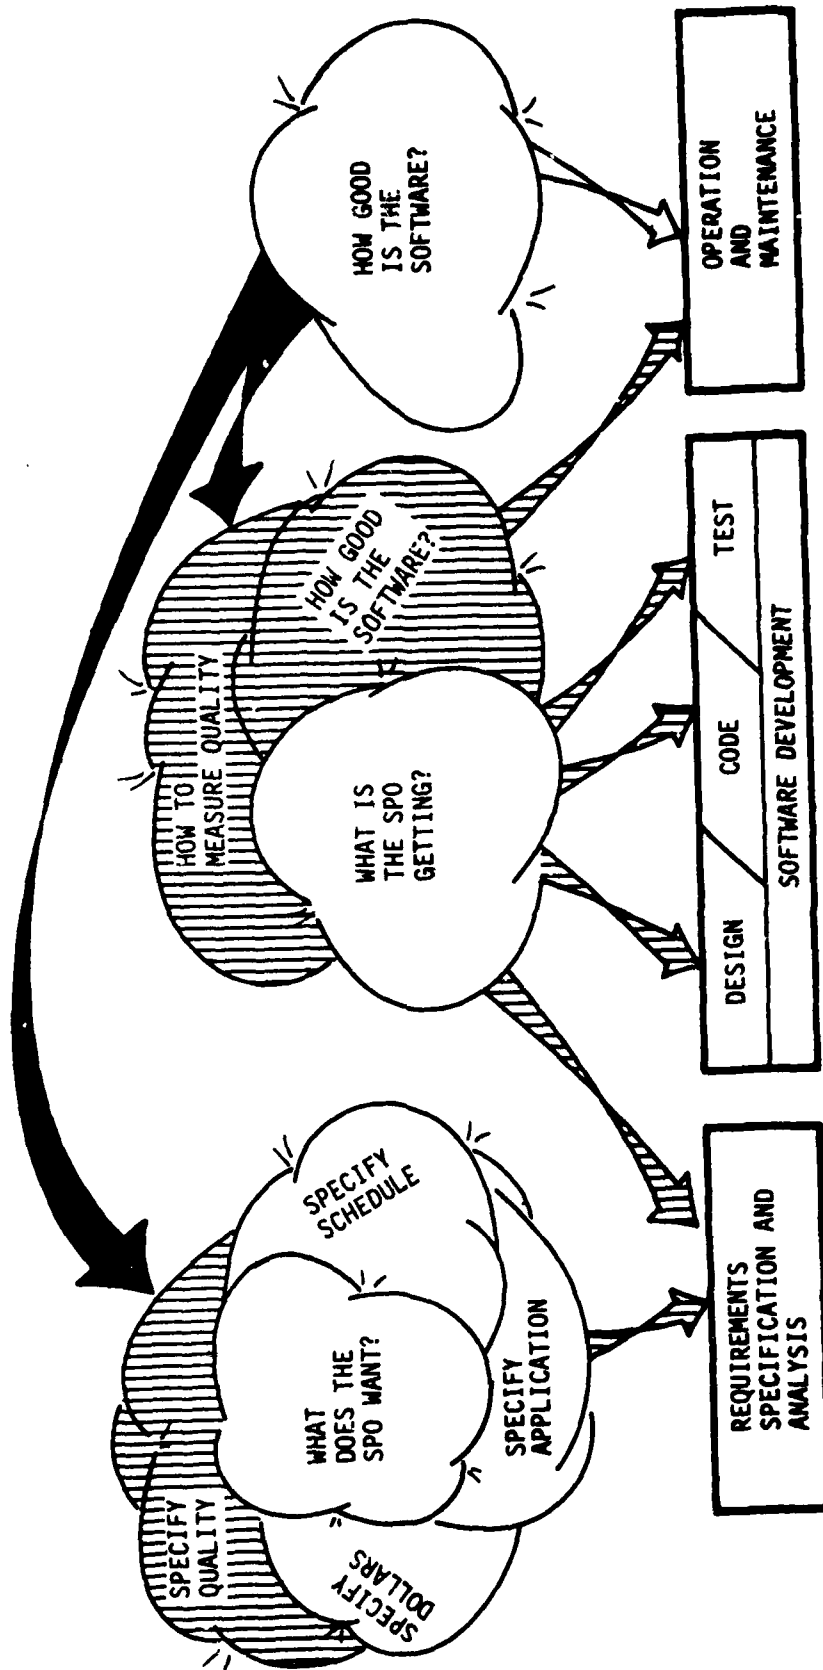 SPECIFY
QUALITY
SPECIFY
DOLLARS
WHAT
DOES THE
SPO WANT?
SPECIFY
SCHEDULE
SPECIFY
APPLICATION
HOW TO
MEASURE QUALITY
HOW GOOD
IS THE
SOFTWARE?
WHAT IS
THE SPO
GETTING?
HOW GOOD
IS THE
SOFTWARE?
REQUIREMENTS
SPECIFICATION AND
ANALYSIS
DESIGN
CODE
TEST
SOFTWARE DEVELOPMENT
OPERATION
AND
MAINTENANCE